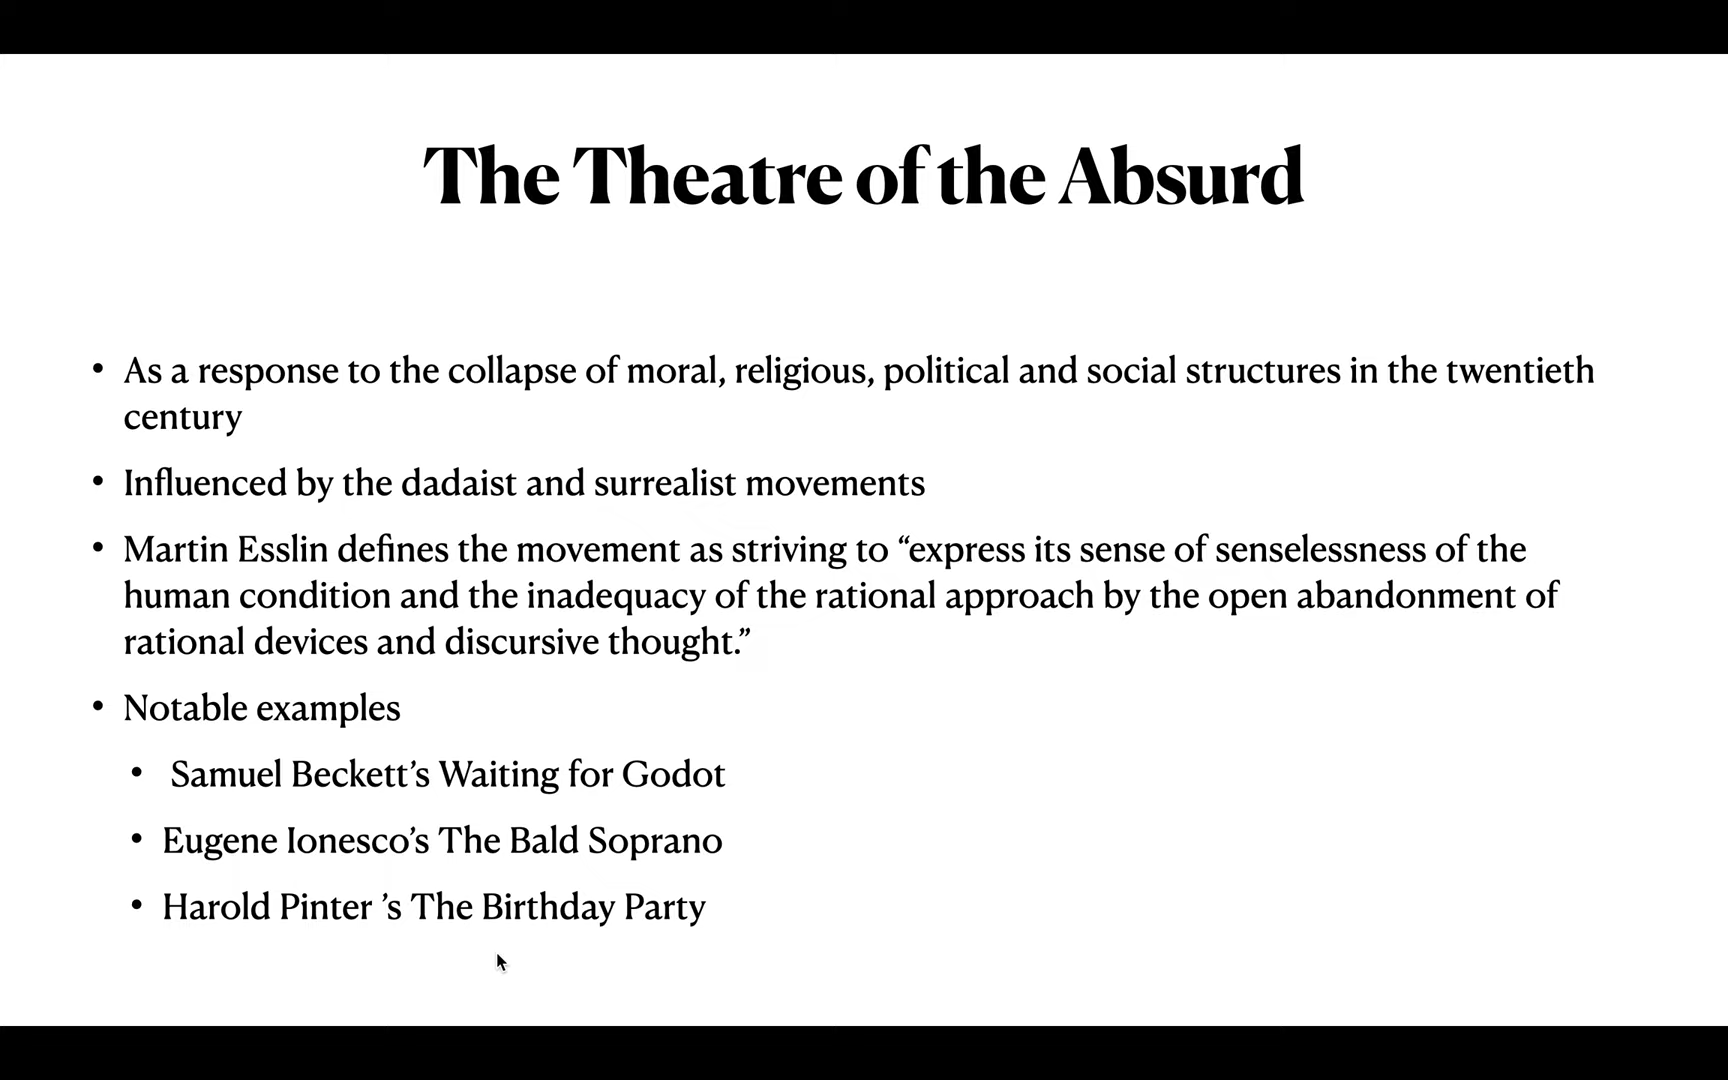 The Theatre of the Absurd
• As a response to the collapse of moral, religious, political and social structures in the twentieth
century
• Influenced by the dadaist and surrealist movements
• Martin Esslin defines the movement as striving to “express its sense of senselessness of the
human condition and the inadequacy of the rational approach by the open abandonment of
rational devices and discursive thought.”
• Notable examples
• Samuel Beckett’s Waiting for Godot
• Eugene Ionesco’s The Bald Soprano
• Harold Pinter ’s The Birthday Party